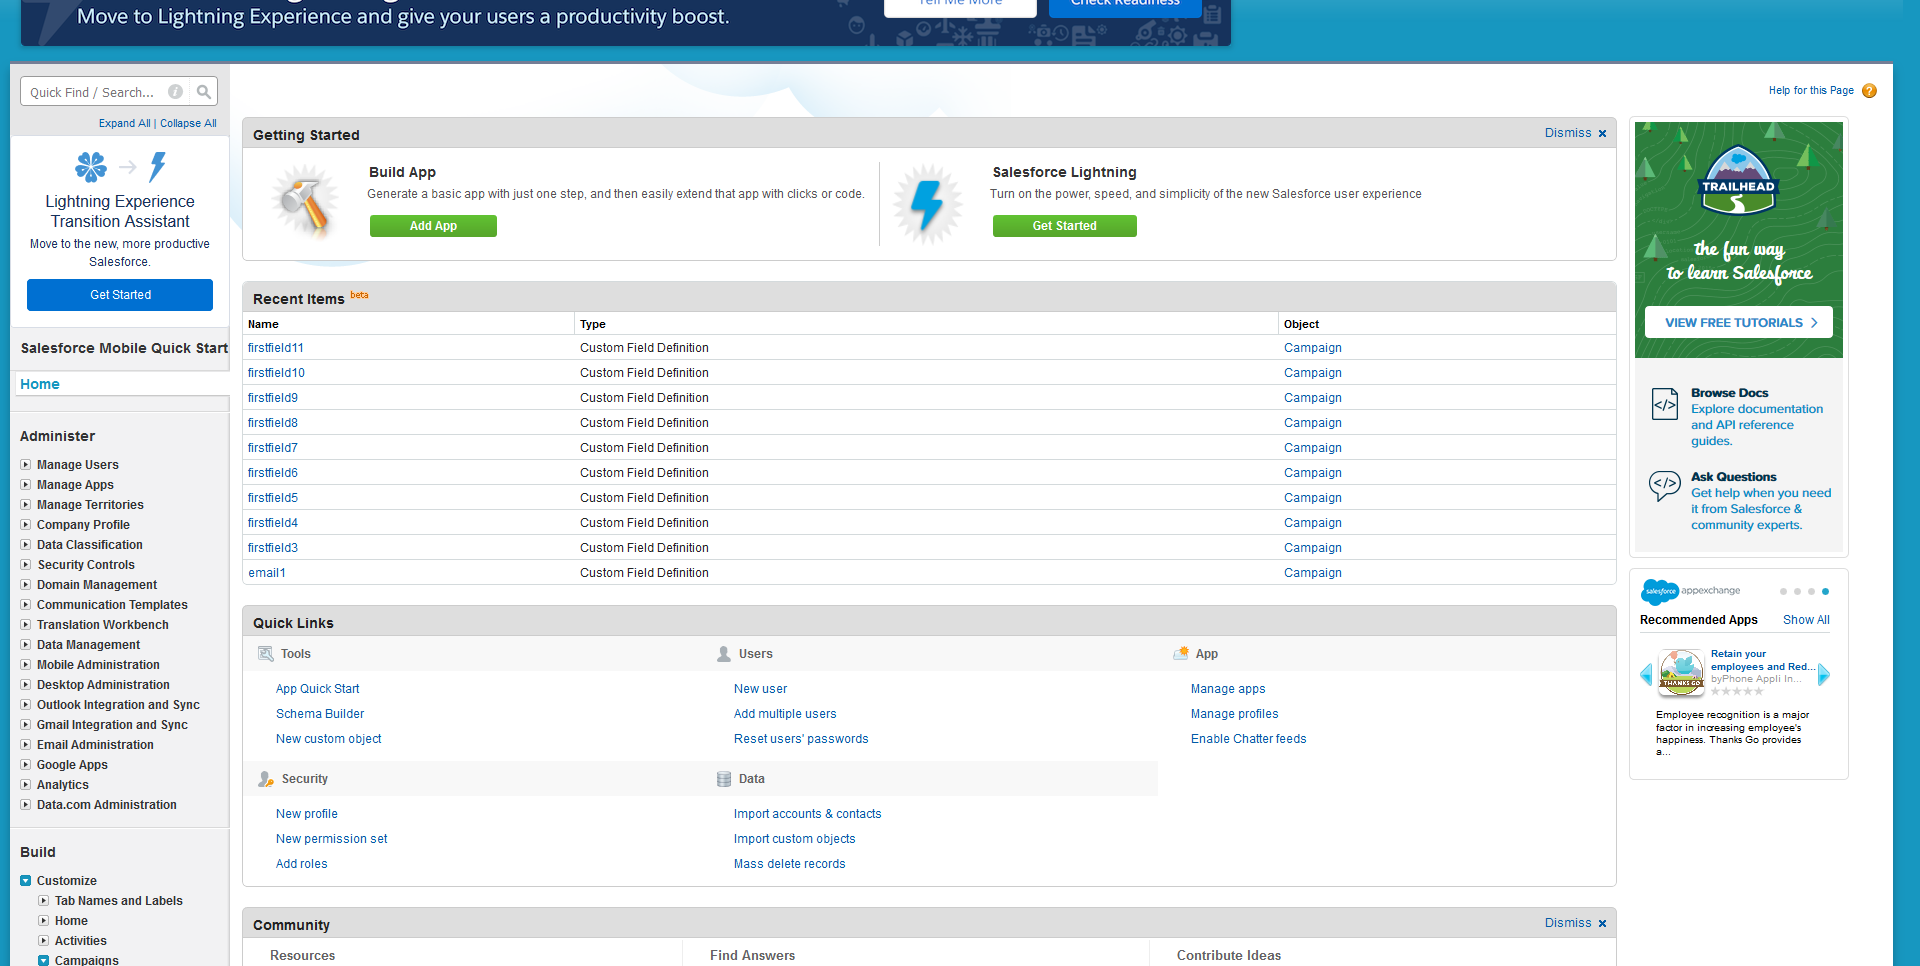 Move to Lightning Experience and give your users a productivity boost.
Tell Me More
Check Readiness
Quick Find / Search...
Expand All | Collapse All
Lightning Experience
Transition Assistant
Move to the new, more productive
Salesforce.
Get Started
Salesforce Mobile Quick Start
Home
Administer
Manage Users
Manage Apps
Manage Territories
Company Profile
Data Classification
Security Controls
Domain Management
Communication Templates
Translation Workbench
Data Management
Mobile Administration
Desktop Administration
Outlook Integration and Sync
Gmail Integration and Sync
Email Administration
Google Apps
Analytics
Data.com Administration
Build
Customize
Tab Names and Labels
Home
Activities
Campaigns
Help for this Page ?
Getting Started
Dismiss x
Build App
Generate a basic app with just one step, and then easily extend that app with clicks or code.
Add App
Salesforce Lightning
Turn on the power, speed, and simplicity of the new Salesforce user experience
Get Started
Recent Items beta
Name Type Object
firstfield11 Custom Field Definition Campaign
firstfield10 Custom Field Definition Campaign
firstfield9 Custom Field Definition Campaign
firstfield8 Custom Field Definition Campaign
firstfield7 Custom Field Definition Campaign
firstfield6 Custom Field Definition Campaign
firstfield5 Custom Field Definition Campaign
firstfield4 Custom Field Definition Campaign
firstfield3 Custom Field Definition Campaign
email1 Custom Field Definition Campaign
Quick Links
Tools
App Quick Start
Schema Builder
New custom object
Users
New user
Add multiple users
Reset users' passwords
App
Manage apps
Manage profiles
Enable Chatter feeds
Security
New profile
New permission set
Add roles
Data
Import accounts & contacts
Import custom objects
Mass delete records
Community
Dismiss x
Resources
Find Answers
Contribute Ideas
TRAILHEAD
the fun way
to learn Salesforce
VIEW FREE TUTORIALS >
</>
Browse Docs
Explore documentation
and API reference
guides.
</>
Ask Questions
Get help when you need
it from Salesforce &
community experts.
salesforce appexchange
Recommended Apps Show All
THANKS GO
Retain your
employees and Red...
byPhone Appli In...
Employee recognition is a major
factor in increasing employee's
happiness. Thanks Go provides
a...